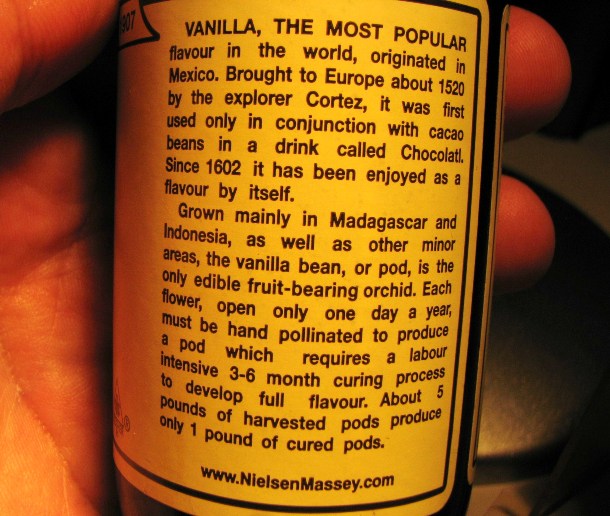 907
VANILLA, THE MOST POPULAR
flavour in the world, originated in
Mexico. Brought to Europe about 1520
by the explorer Cortez, it was first
used only in conjunction with cacao
beans in a drink called Chocolatl.
Since 1602 it has been enjoyed as a
flavour by itself.
Grown mainly in Madagascar and
Indonesia, as well as other minor
areas, the vanilla bean, or pod, is the
only edible fruit-bearing orchid. Each
flower, open only one day a year,
must be hand pollinated to produce
a pod which requires a labour
intensive 3-6 month curing process
to develop full flavour. About 5
pounds of harvested pods produce
only 1 pound of cured pods.
www.NielsenMassey.com